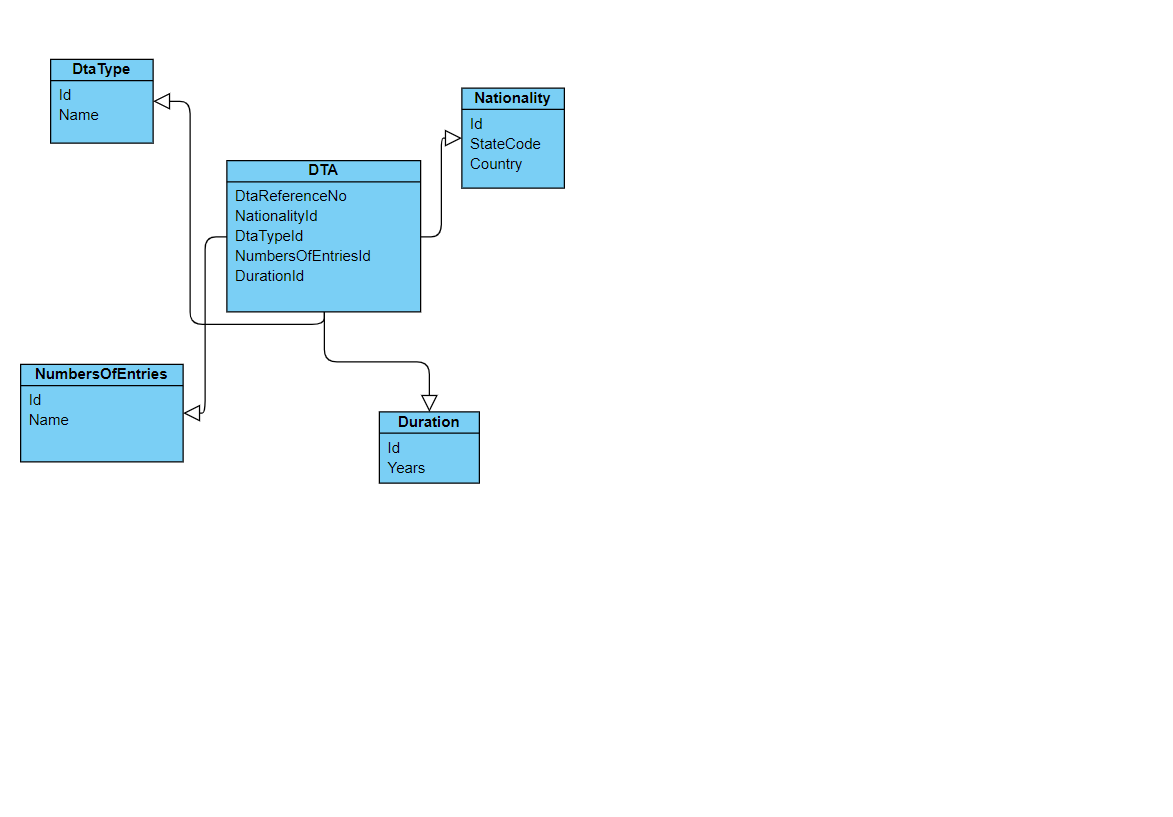 DtaType
Id
Name
Nationality
Id
StateCode
Country
DTA
DtaReferenceNo
NationalityId
DtaTypeId
NumbersOfEntriesId
DurationId
NumbersOfEntries
Id
Name
Duration
Id
Years